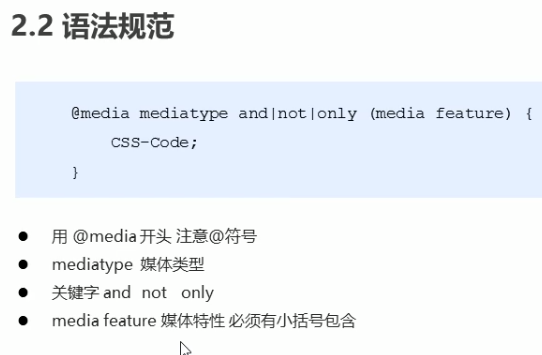 2.2 语法规范
@media mediatype and|not|only (media feature) {
CSS-Code;
}
● 用 @media 开头 注意@符号
● mediatype 媒体类型
● 关键字 and not only
● media feature 媒体特性 必须有小括号包含